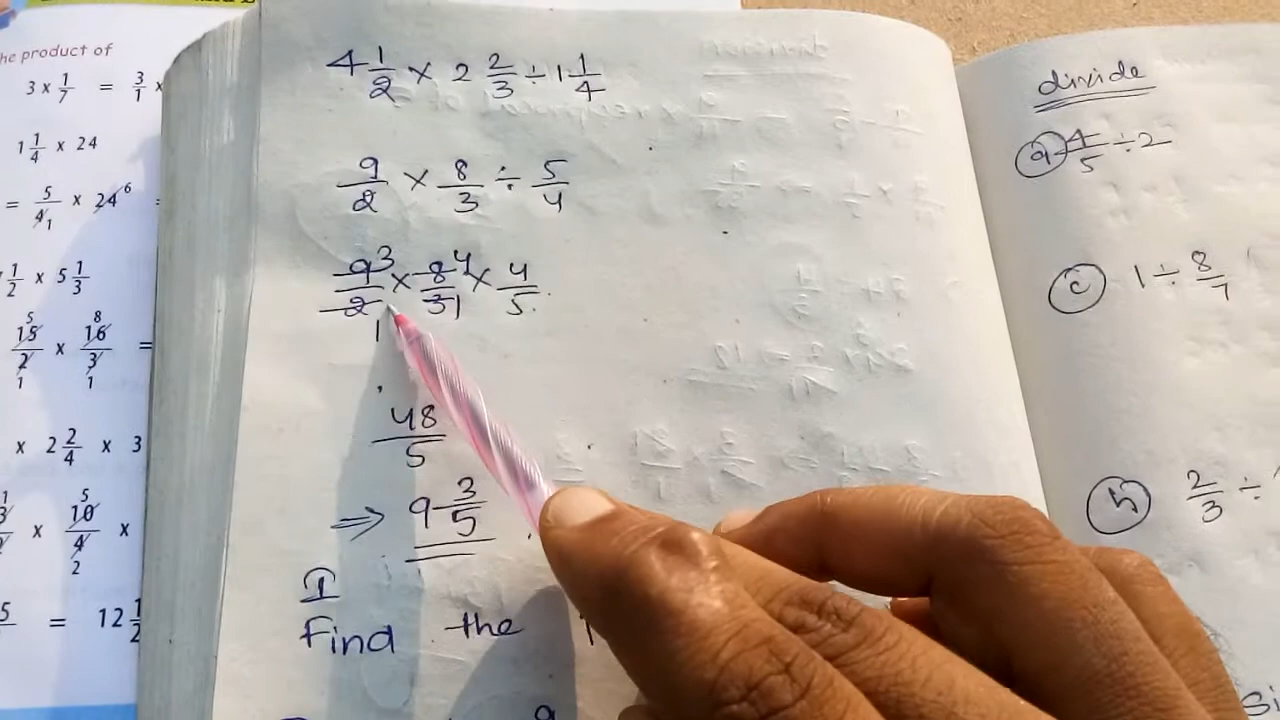 he product of
3 × 1/7 = 3/1 ×
1 1/4 × 24
= 5/4 1 × 24 6
1/2 × 5 1/3
15 5/2 1 × 16 8/3 1 =
× 2 2/4 × 3
× 10 5/4 2 ×
5 = 12 1/2
4 1/2 × 2 2/3 ÷ 1 1/4
9/2 × 8/3 ÷ 5/4
9 3/2 1 × 8 4/3 1 × 4/5
48/5
⇒ 9 3/5
I
Find the
9
divide
a 4/5 ÷ 2
c 1 ÷ 8/7
h 2/3 ÷